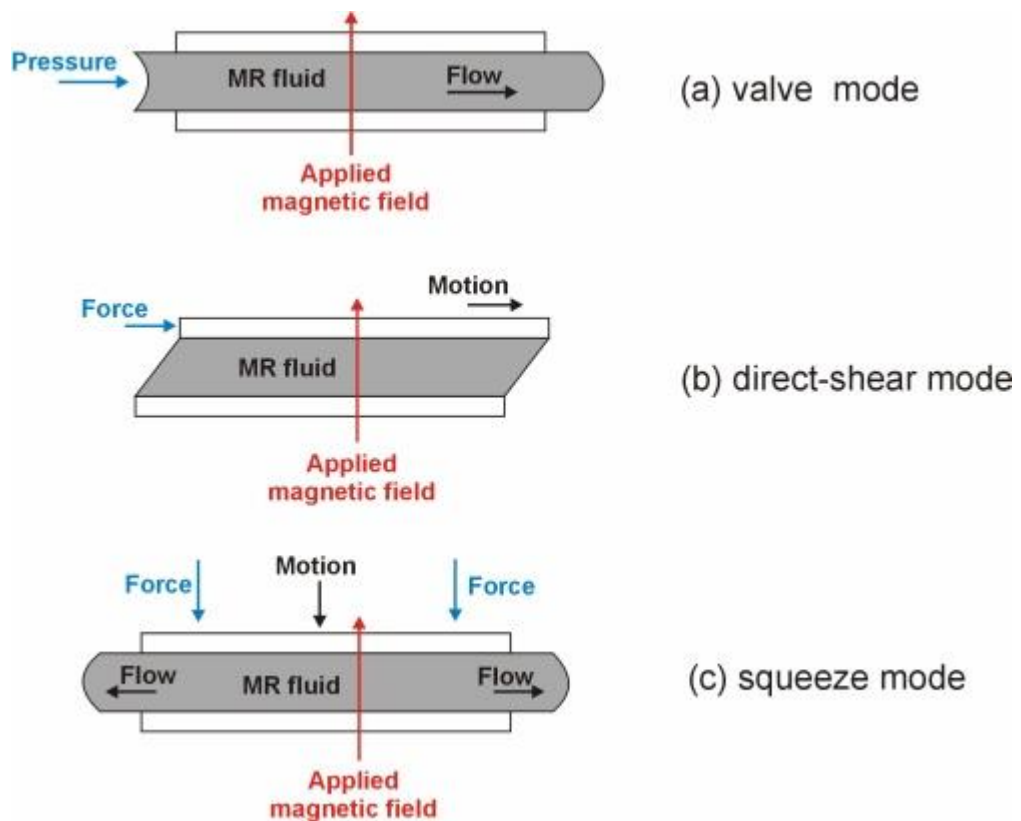 Pressure
MR fluid
Flow
(a) valve mode
Applied
magnetic field
Motion
Force
MR fluid
(b) direct-shear mode
Applied
magnetic field
Motion
Force
Force
Flow
MR fluid
Flow
(c) squeeze mode
Applied
magnetic field